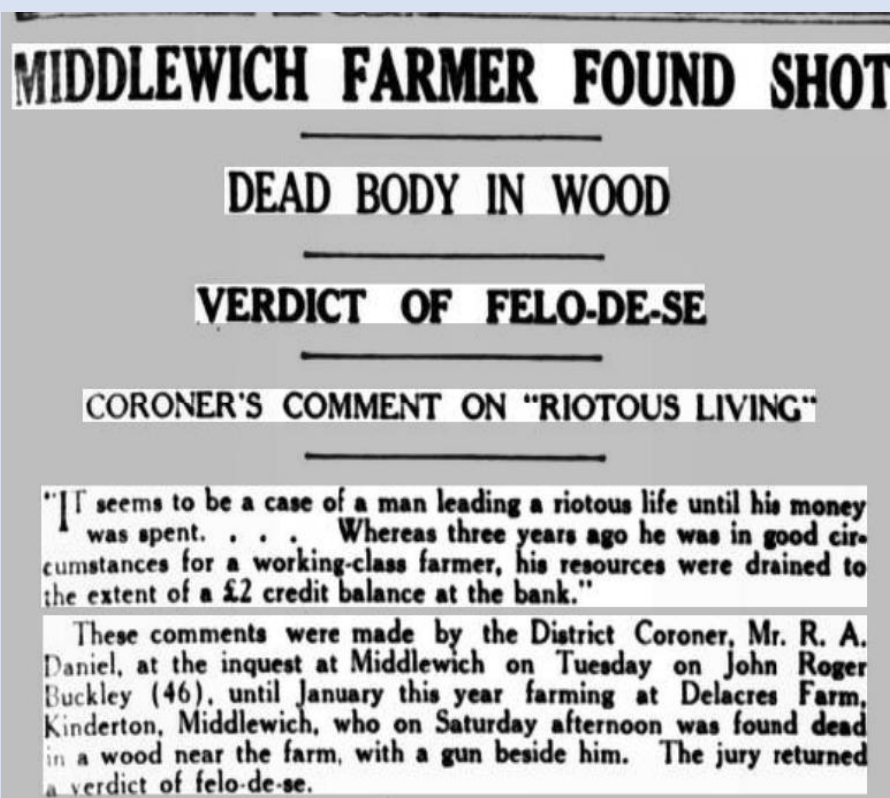 MIDDLEWICH FARMER FOUND SHOT
DEAD BODY IN WOOD
VERDICT OF FELO-DE-SE
CORONER'S COMMENT ON "RIOTOUS LIVING"
"IT seems to be a case of a man leading a riotous life until his money
was spent. . . . Whereas three years ago he was in good cir-
cumstances for a working-class farmer, his resources were drained to
the extent of a £2 credit balance at the bank."
These comments were made by the District Coroner, Mr. R. A.
Daniel, at the inquest at Middlewich on Tuesday on John Roger
Buckley (46), until January this year farming at Delacres Farm,
Kinderton, Middlewich, who on Saturday afternoon was found dead
in a wood near the farm, with a gun beside him. The jury returned
a verdict of felo-de-se.